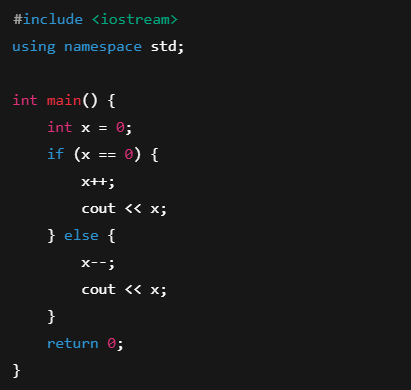 #include <iostream>
using namespace std;

int main() {
    int x = 0;
    if (x == 0) {
        x++;
        cout << x;
    } else {
        x--;
        cout << x;
    }
    return 0;
}